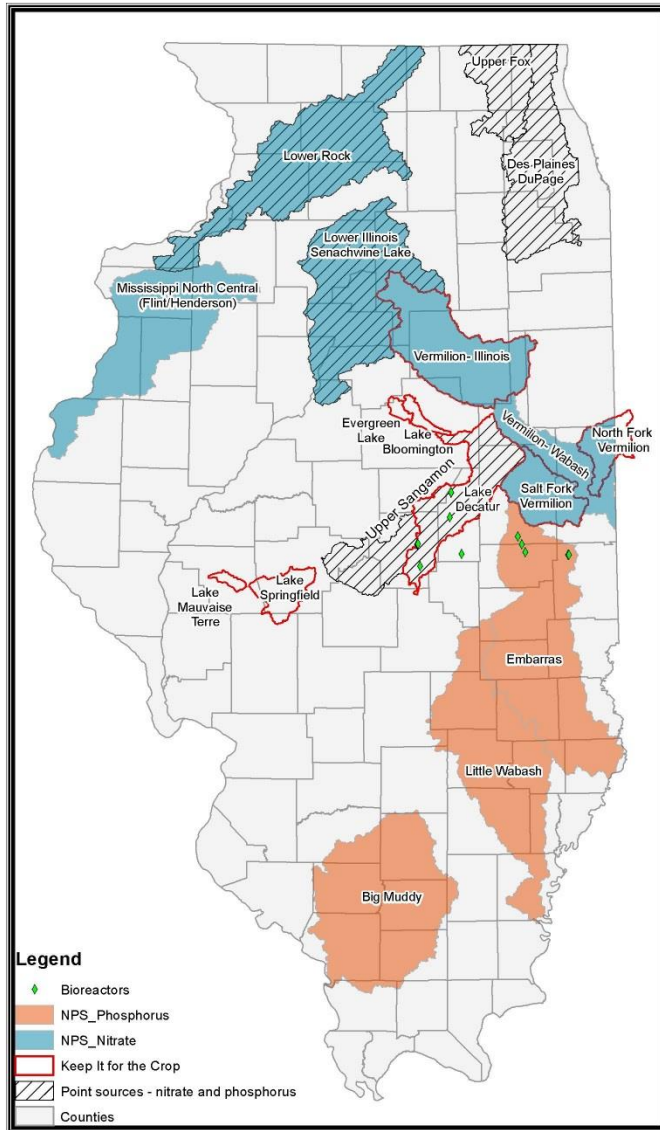 Upper Fox
Des Plaines
DuPage
Lower Rock
Lower Illinois
Senachwine Lake
Mississippi North Central
(Flint/Henderson)
Vermilion- Illinois
Evergreen
Lake
Lake
Bloomington
Vermilon- Wabash
North Fork
Vermilion
Salt Fork
Vermilion
Upper Sangamon
Lake
Decatur
Lake
Mauvaise
Terre
Lake
Springfield
Embarras
Little Wabash
Big Muddy
Legend
Bioreactors
NPS_Phosphorus
NPS_Nitrate
Keep It for the Crop
Point sources - nitrate and phosphorus
Counties